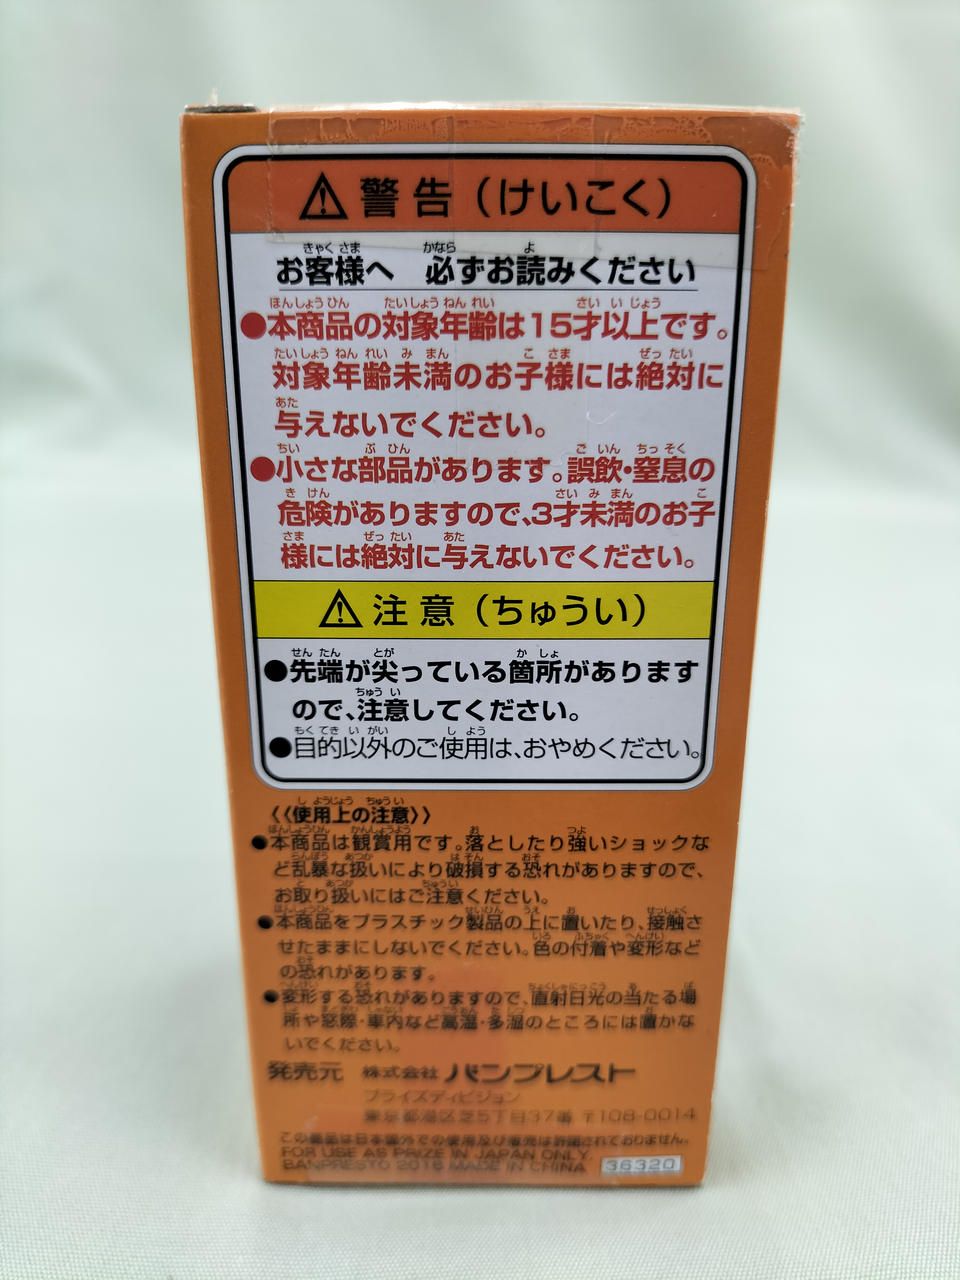 ⚠警告（けいこく）
お客様へ 必ずお読みください
●本商品の対象年齢は15才以上です。
対象年齢未満のお子様には絶対に
与えないでください。
●小さな部品があります。誤飲・窒息の
危険がありますので、3才未満のお子
様には絶対に与えないでください。
⚠注意（ちゅうい）
●先端が尖っている箇所があります
ので、注意してください。
●目的以外のご使用は、おやめください。
《使用上の注意》
●本商品は観賞用です。落としたり強いショックな
ど乱暴な扱いにより破損する恐れがありますので、
お取り扱いにはご注意ください。
●本商品をプラスチック製品の上に置いたり、接触さ
せたままにしないでください。色の付着や変形など
の恐れがあります。
●変形する恐れがありますので、直射日光の当たる場
所や窓際・車内など高温・多湿のところには置かな
いでください。
発売元 株式会社 バンプレスト
プライズディビジョン
東京都港区芝5丁目37番 〒108-0014
この景品は日本国外での使用及び販売は許諾されておりません。
FOR USE AS PRIZE IN JAPAN ONLY.
BANPRESTO 2016 MADE IN CHINA 36320